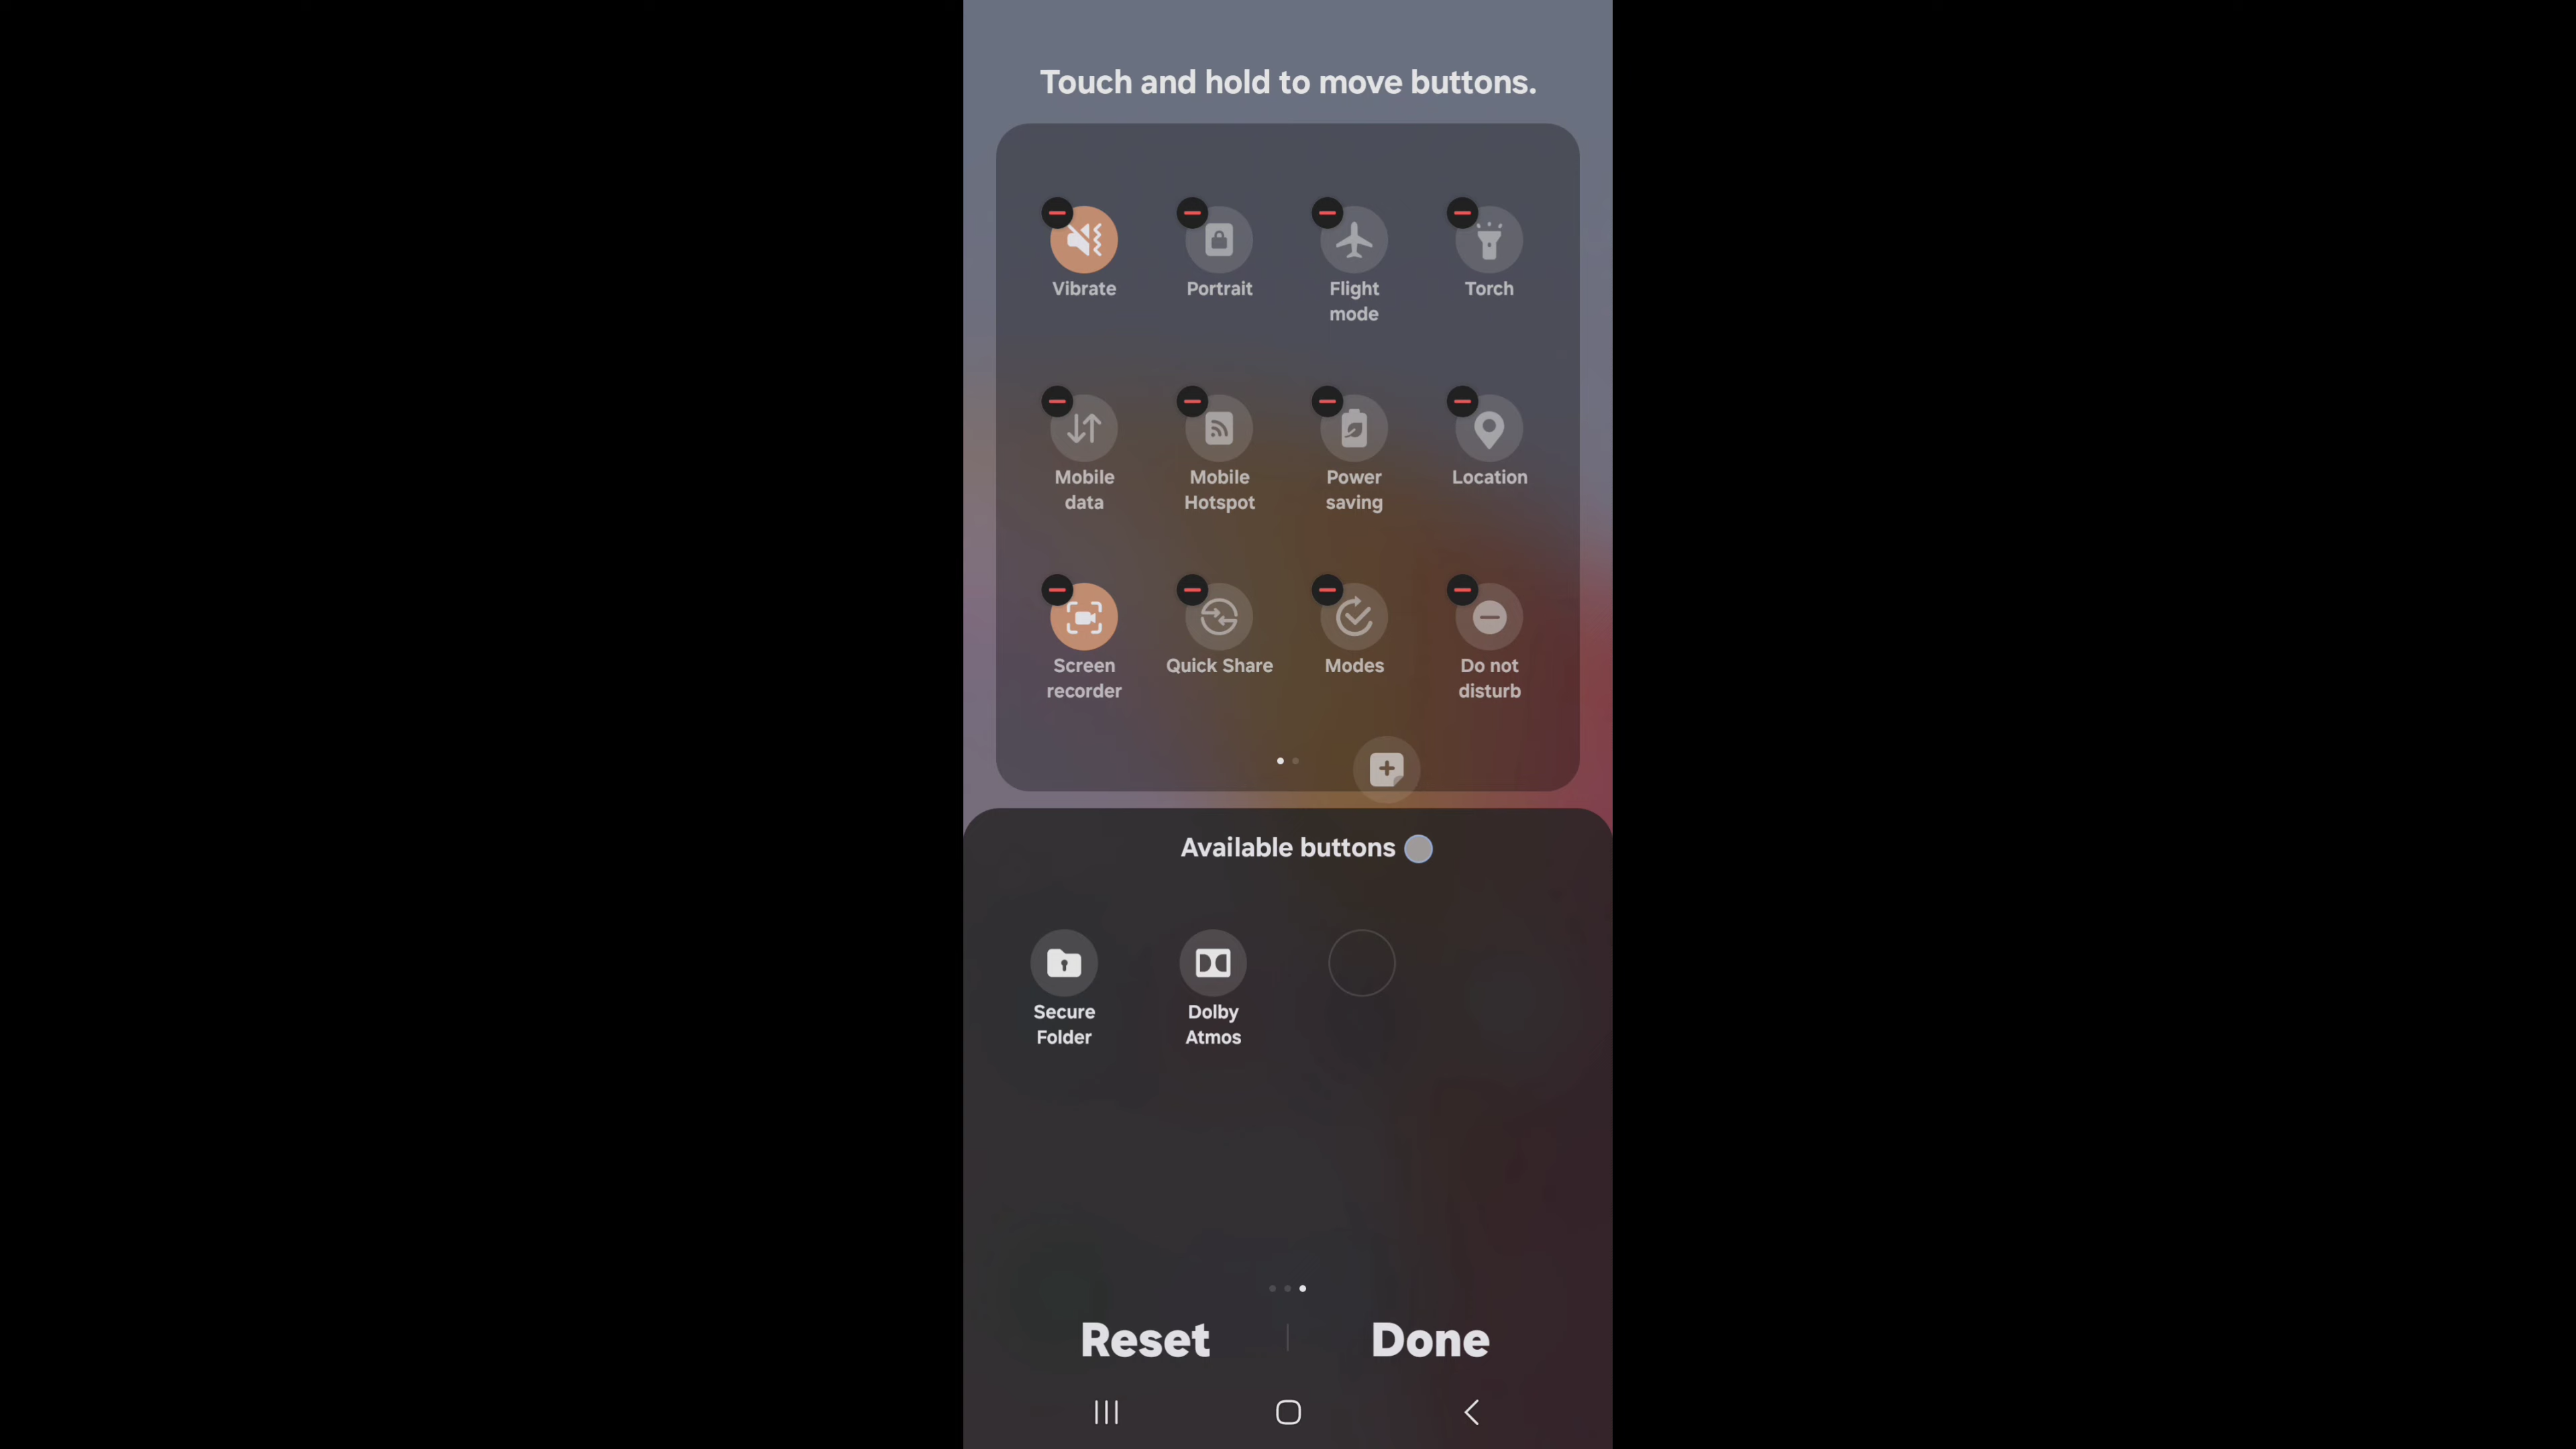 Touch and hold to move buttons.
Vibrate
Portrait
Flight
mode
Torch
Mobile
data
Mobile
Hotspot
Power
saving
Location
Screen
recorder
Quick Share
Modes
Do not
disturb
Available buttons
Secure
Folder
Dolby
Atmos
Reset
Done